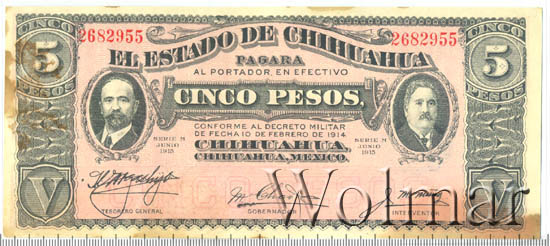 CINCO CINCO
2682955 2682955
5 5
EL ESTADO DE CHIHUAHUA
PAGARA
AL PORTADOR, EN EFECTIVO
CINCO PESOS,
CONFORME AL DECRETO MILITAR
DE FECHA 10 DE FEBRERO DE 1914.
SERIE M SERIE M
JUNIO JUNIO
1915 1915
CHIHUAHUA,
CHIHUAHUA, MEXICO.
V V
TESORERO GENERAL GOBERNADOR INTERVENTOR
Wolmar